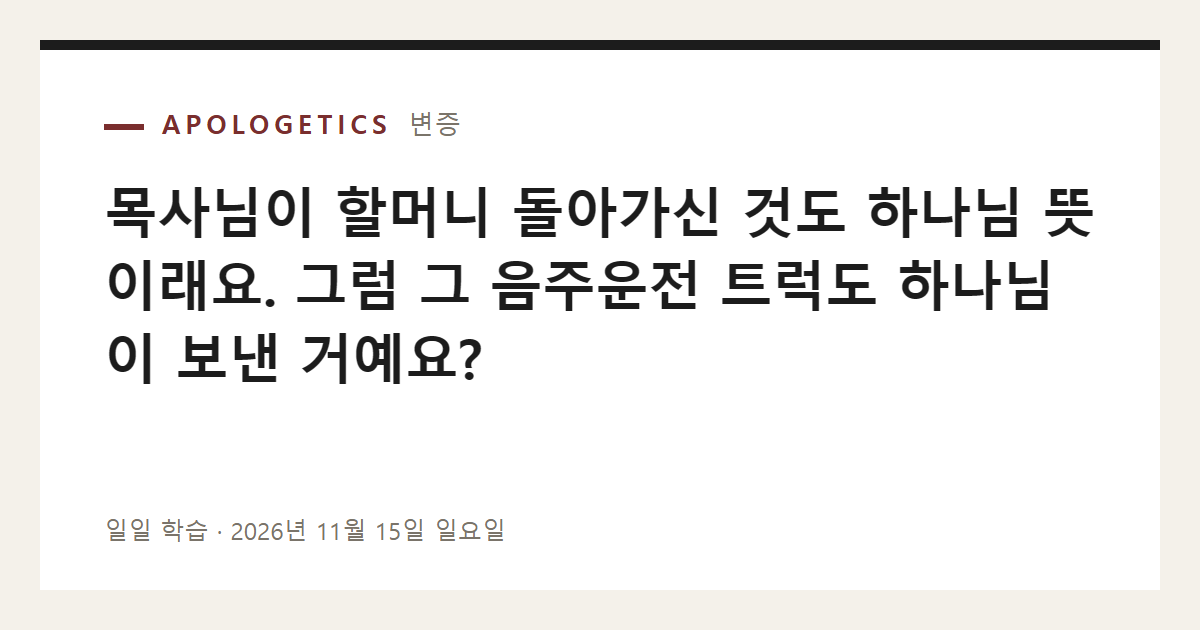 APOLOGETICS 변증
목사님이 할머니 돌아가신 것도 하나님 뜻
이래요. 그럼 그 음주운전 트럭도 하나님
이 보낸 거예요?
일일 학습 · 2026년 11월 15일 일요일